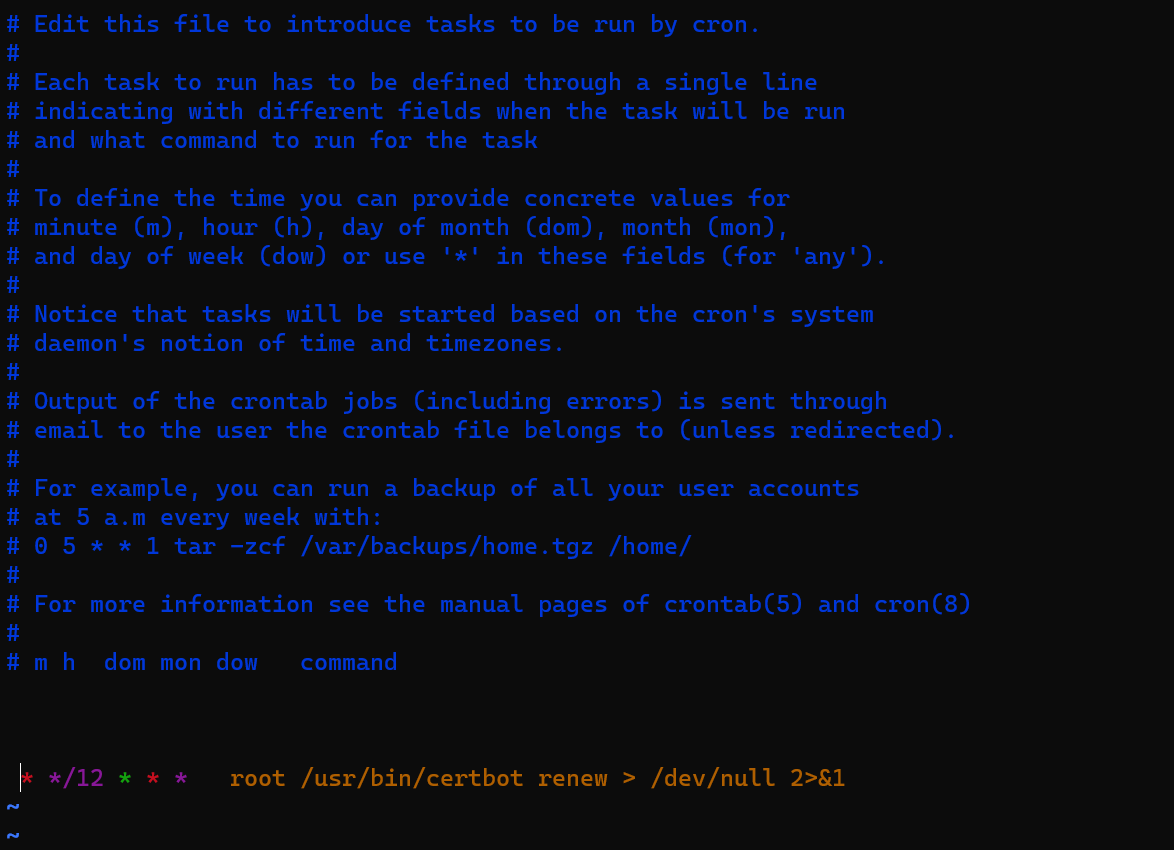 # Edit this file to introduce tasks to be run by cron.
#
# Each task to run has to be defined through a single line
# indicating with different fields when the task will be run
# and what command to run for the task
#
# To define the time you can provide concrete values for
# minute (m), hour (h), day of month (dom), month (mon),
# and day of week (dow) or use '*' in these fields (for 'any').
#
# Notice that tasks will be started based on the cron's system
# daemon's notion of time and timezones.
#
# Output of the crontab jobs (including errors) is sent through
# email to the user the crontab file belongs to (unless redirected).
#
# For example, you can run a backup of all your user accounts
# at 5 a.m every week with:
# 0 5 * * 1 tar -zcf /var/backups/home.tgz /home/
#
# For more information see the manual pages of crontab(5) and cron(8)
#
# m h  dom mon dow   command
 * */12 * * *   root /usr/bin/certbot renew > /dev/null 2>&1
~
~